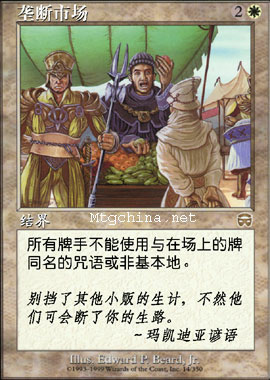 垄断市场 2
结界
Mtgchina.net
所有牌手不能使用与在场上的牌
同名的咒语或非基本地。
别挡了其他小贩的生计，不然他
们可会断了你的生路。
～玛凯迪亚谚语
Illus. Edward P. Beard, Jr.
©1993-1999 Wizards of the Coast, Inc. 14/350